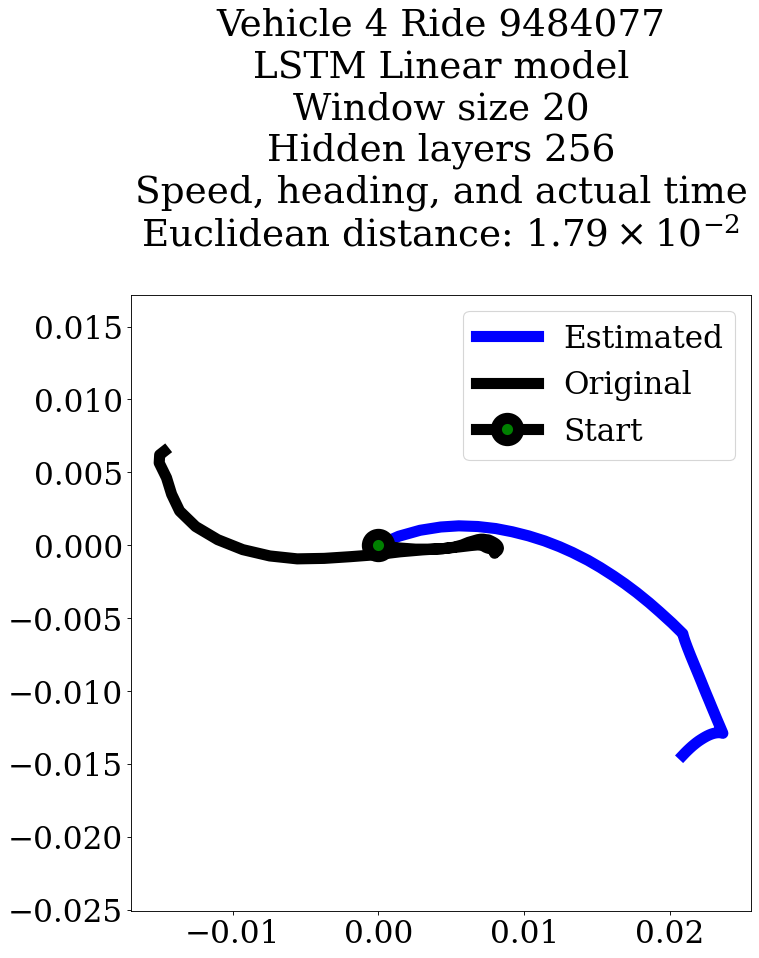 Vehicle 4 Ride 9484077
LSTM Linear model
Window size 20
Hidden layers 256
Speed, heading, and actual time
Euclidean distance: 1.79 × 10⁻²
Estimated
Original
Start
0.015
0.010
0.005
0.000
−0.005
−0.010
−0.015
−0.020
−0.025
−0.01 0.00 0.01 0.02